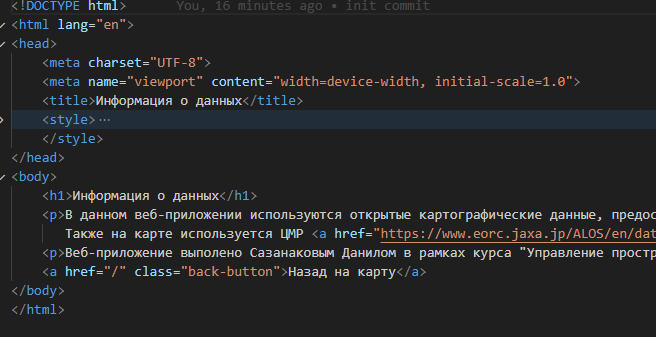 <!DOCTYPE html> You, 16 minutes ago • init commit
<html lang="en">
<head>
<meta charset="UTF-8">
<meta name="viewport" content="width=device-width, initial-scale=1.0">
<title>Информация о данных</title>
<style>…
</style>
</head>
<body>
<h1>Информация о данных</h1>
<p>В данном веб-приложении используются открытые картографические данные, предос
Также на карте используется ЦМР <a href="https://www.eorc.jaxa.jp/ALOS/en/dat
<p>Веб-приложение выполено Сазанаковым Данилом в рамках курса "Управление простр
<a href="/" class="back-button">Назад на карту</a>
</body>
</html>